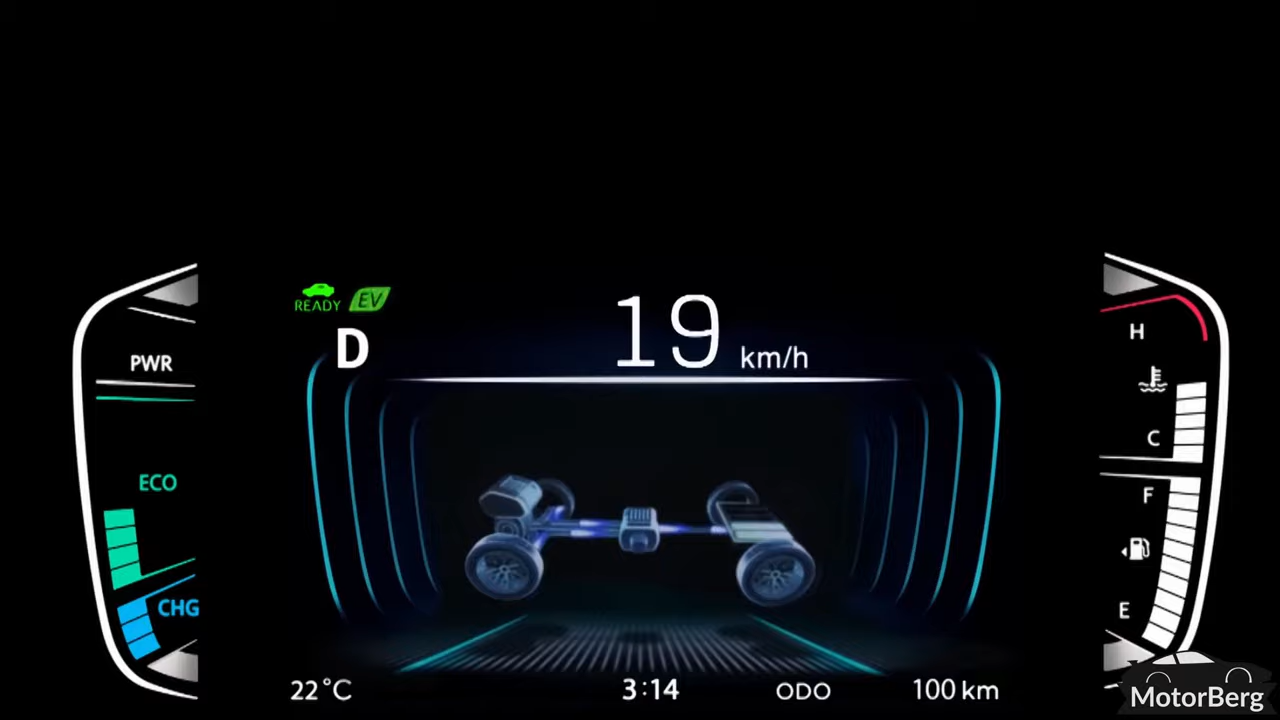 READY EV
D
19 km/h
PWR
ECO
CHG
H
C
F
E
22°C
3:14
ODO
100 km
MotorBerg